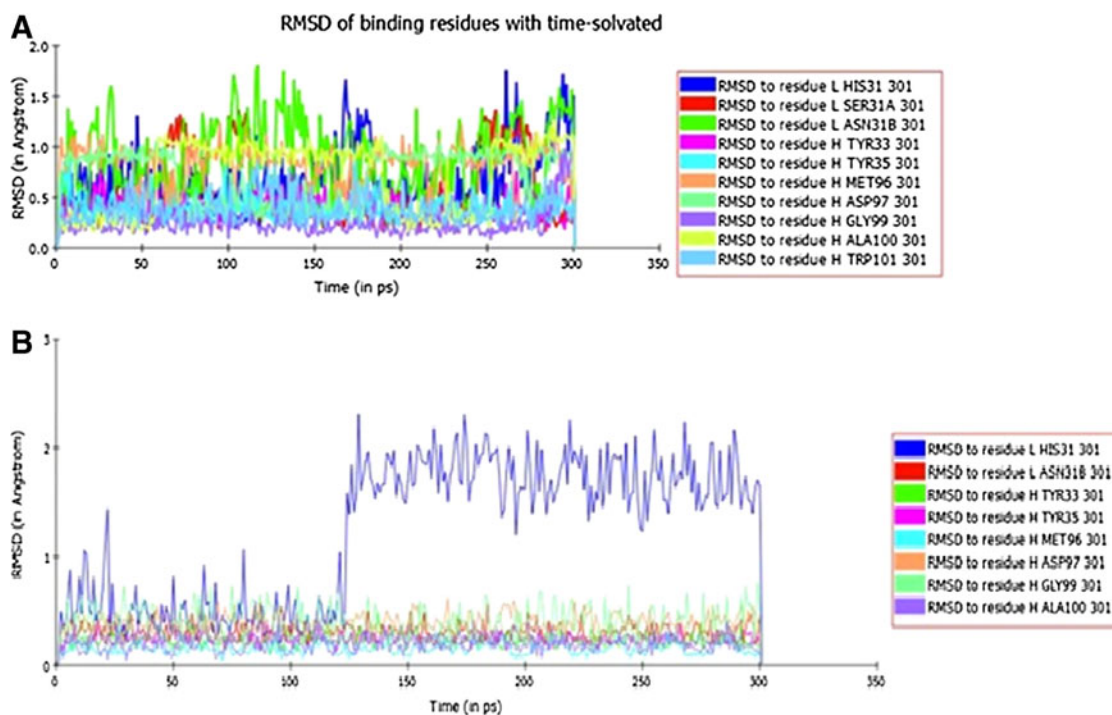 A
RMSD of binding residues with time-solvated
2.0
1.5
1.0
0.5
0.0
RMSD (in Angstrom)
0 50 100 150 200 250 300 350
Time (in ps)
RMSD to residue L HIS31 301
RMSD to residue L SER31A 301
RMSD to residue L ASN31B 301
RMSD to residue H TYR33 301
RMSD to residue H TYR35 301
RMSD to residue H MET96 301
RMSD to residue H ASP97 301
RMSD to residue H GLY99 301
RMSD to residue H ALA100 301
RMSD to residue H TRP101 301
B
3
2
1
0
RMSD (in Angstrom)
0 50 100 150 200 250 300 350
Time (in ps)
RMSD to residue L HIS31 301
RMSD to residue L ASN31B 301
RMSD to residue H TYR33 301
RMSD to residue H TYR35 301
RMSD to residue H MET96 301
RMSD to residue H ASP97 301
RMSD to residue H GLY99 301
RMSD to residue H ALA100 301